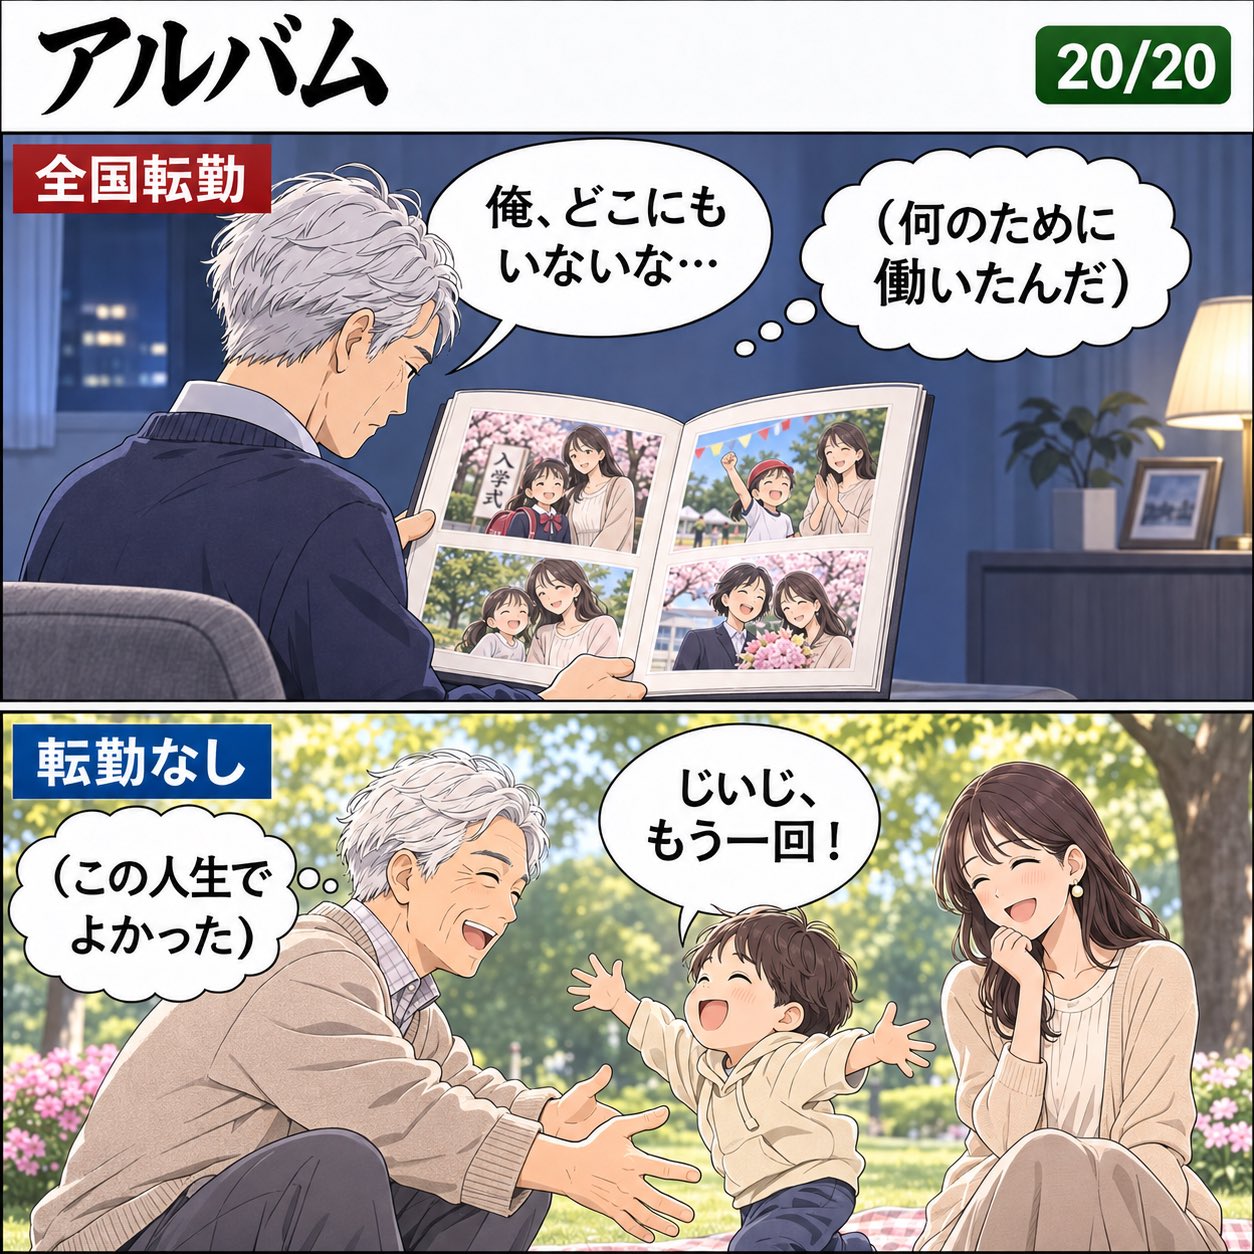 アルバム
20/20
全国転勤
俺、どこにも
いないな…
(何のために
働いたんだ)
入学式
転勤なし
(この人生で
よかった)
じいじ、
もう一回！